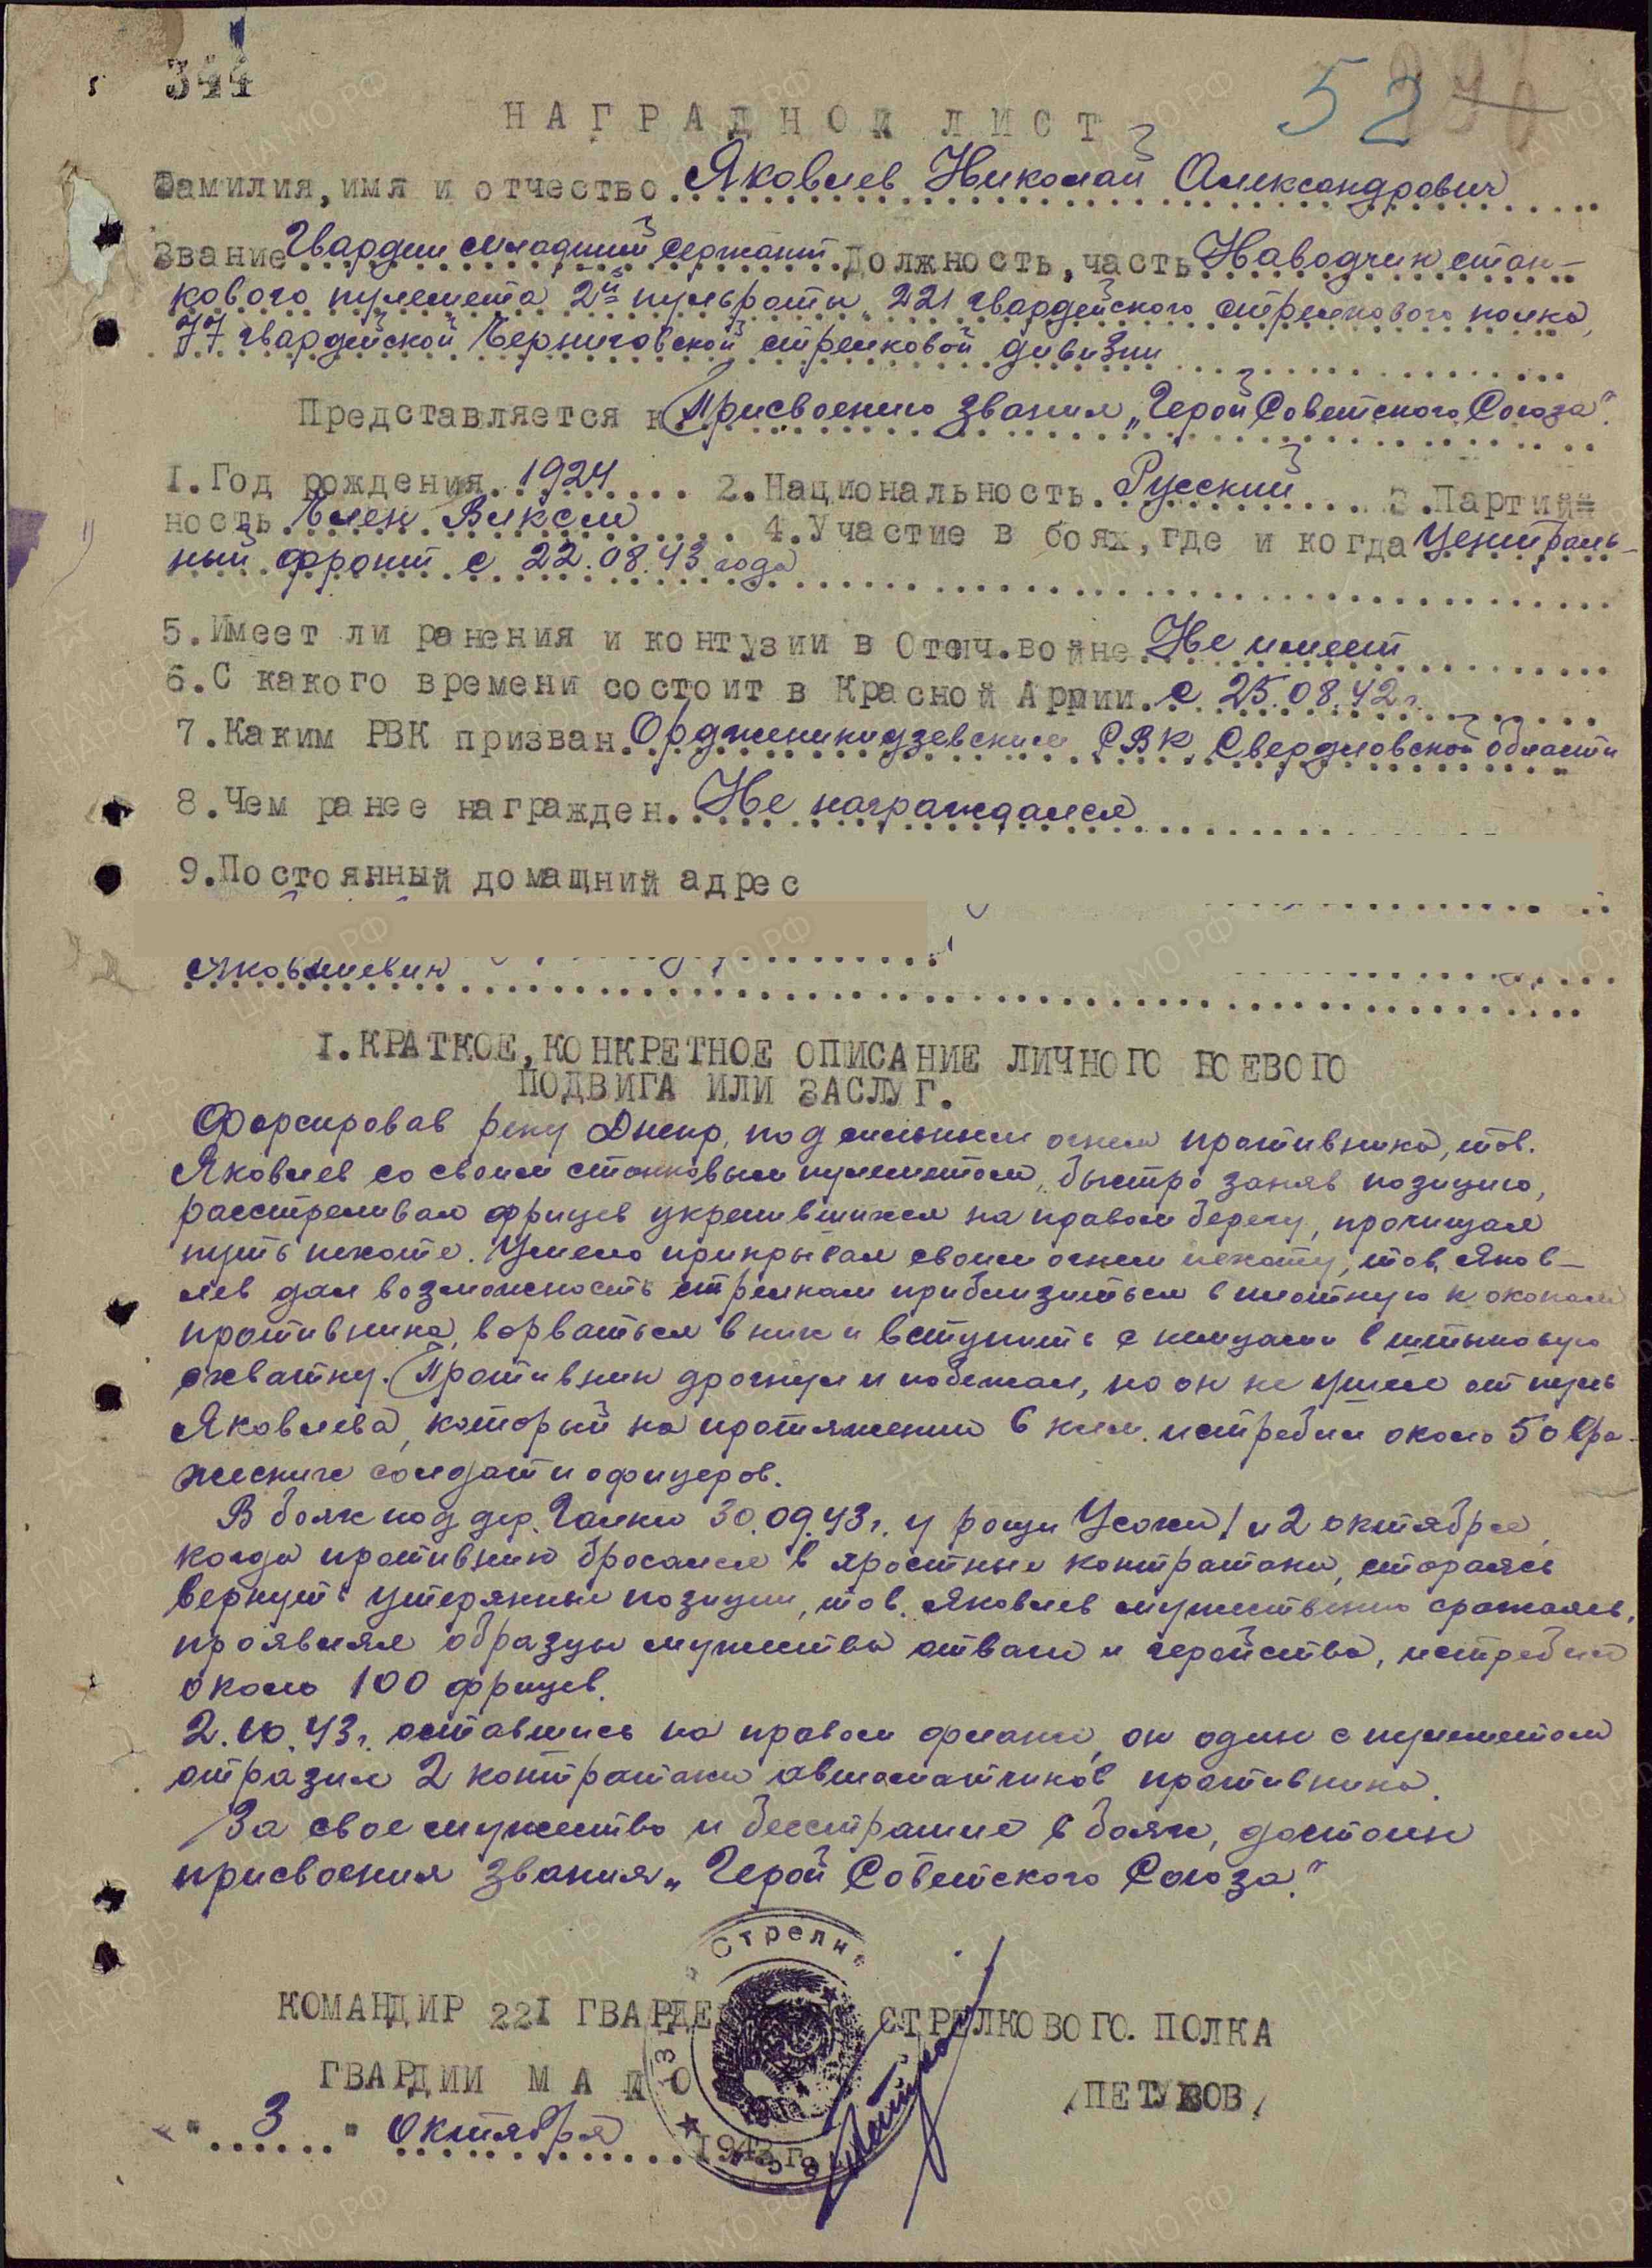 344
52
НАГРАДНОЙ ЛИСТ
Фамилия, имя и отчество Яковлев Николай Александрович
Звание Гвардии младший сержант Должность, часть Наводчик стан-
кового пулемета 2й пульроты 221 гвардейского стрелкового полка,
77 гвардейской Черниговской стрелковой дивизии
Представляется к Присвоению звания „Герой Советского Союза".
1. Год рождения 1924 2. Национальность Русский 3. Партий-
ность Член ВЛКСМ 4. Участие в боях, где и когда Централь-
ный фронт с 22.08.43 года
5. Имеет ли ранения и контузии в Отеч.войне Не имеет
6. С какого времени состоит в Красной Армии с 25.08.42 г.
7. Каким РВК призван Орджоникидзевским РВК Свердловской области
8. Чем ранее награжден. Не награждался
9. Постоянный домащний адрес
Яковлевич
I. КРАТКОЕ, КОНКРЕТНОЕ ОПИСАНИЕ ЛИЧНОГО БОЕВОГО
ПОДВИГА ИЛИ ЗАСЛУГ.
Форсировав реку Днепр, под сильным огнем противника, тов.
Яковлев со своим станковым пулеметом, быстро заняв позицию,
расстреливал фрицев укрепившихся на правом берегу, прочищая
путь пехоте. Умело прикрывая своим огнем пехоту, тов. Яков-
лев дал возможность стрелкам приблизиться вплотную к окопам
противника, ворваться в них и вступить с немцами в штыковую
схватку. Противник дрогнул и побежал, но он не ушел от пуль
Яковлева, который на протяжении 6 клм. истребил около 50 вра-
жеских солдат и офицеров.
В боях под дер. Галки 30.09.43 г. у рощи Усохи 1 и 2 октября,
когда противник бросался в яростные контратаки, стараясь
вернуть утерянные позиции, тов. Яковлев мужественно сражаясь,
проявляя образцы мужества отваги и геройства, истребил
около 100 фрицев.
2.10.43 г. оставшись на правом фланге, он один с пулеметом
отразил 2 контратаки автоматчиков противника.
За свое мужество и бесстрашие в боях, достоин
присвоения звания „Герой Советского Союза".
КОМАНДИР 221 ГВАРДЕ СТРЕЛКОВОГО. ПОЛКА
ГВАРДИИ МАЙО
/ПЕТУХОВ/
" 3 " Октября 1943 г.